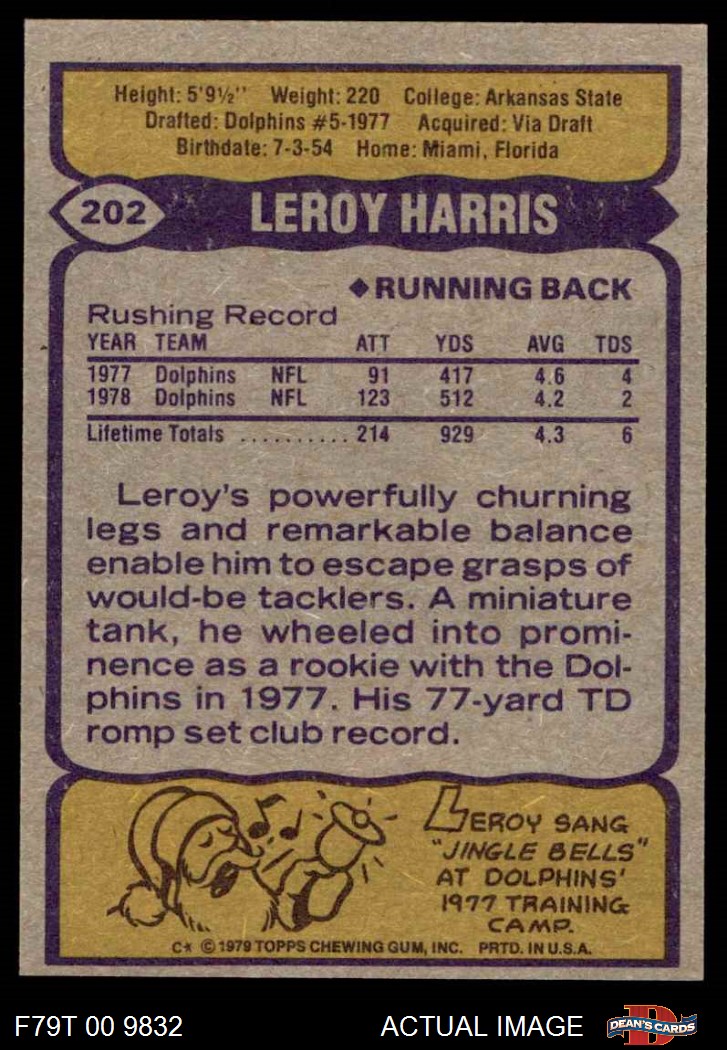 Height: 5'9½'' Weight: 220 College: Arkansas State
Drafted: Dolphins #5-1977 Acquired: Via Draft
Birthdate: 7-3-54 Home: Miami, Florida
202 LEROY HARRIS
◆RUNNING BACK
Rushing Record
YEAR TEAM ATT YDS AVG TDS
1977 Dolphins NFL 91 417 4.6 4
1978 Dolphins NFL 123 512 4.2 2
Lifetime Totals .......... 214 929 4.3 6
Leroy's powerfully churning
legs and remarkable balance
enable him to escape grasps of
would-be tacklers. A miniature
tank, he wheeled into promi-
nence as a rookie with the Dol-
phins in 1977. His 77-yard TD
romp set club record.
LEROY SANG
"JINGLE BELLS"
AT DOLPHINS'
1977 TRAINING
CAMP.
C* © 1979 TOPPS CHEWING GUM, INC. PRTD. IN U.S.A.
F79T 00 9832 ACTUAL IMAGE D DEAN'S CARDS